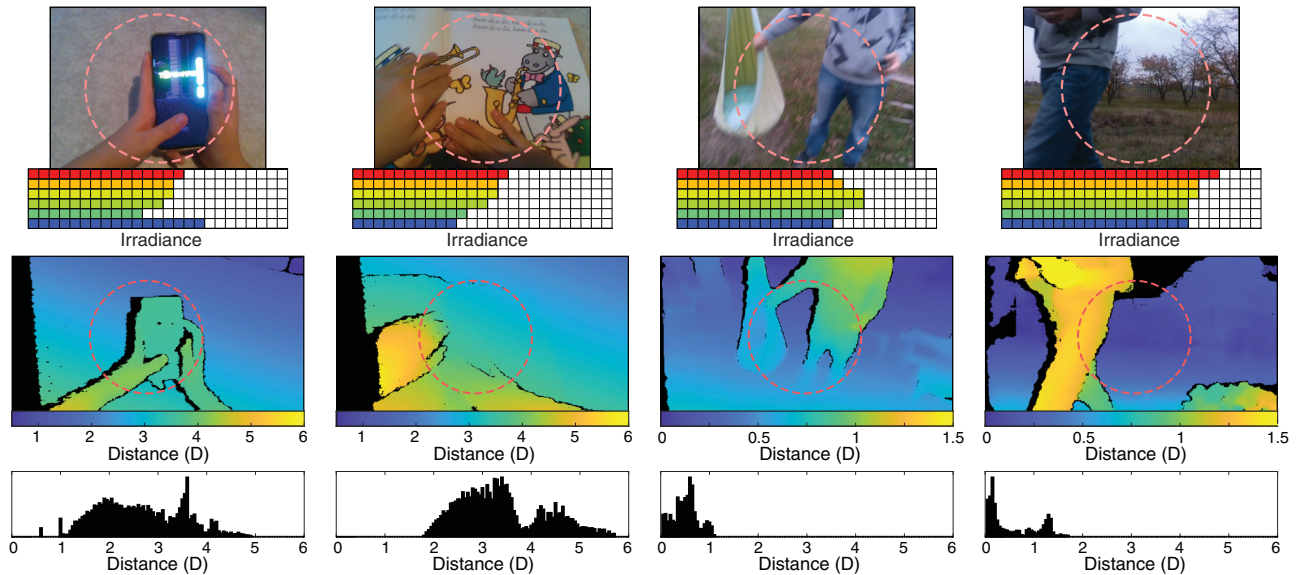 Irradiance Irradiance Irradiance Irradiance
1 2 3 4 5 6 1 2 3 4 5 6 0 0.5 1 1.5 0 0.5 1 1.5
Distance (D) Distance (D) Distance (D) Distance (D)
0 1 2 3 4 5 6 0 1 2 3 4 5 6 0 1 2 3 4 5 6 0 1 2 3 4 5 6
Distance (D) Distance (D) Distance (D) Distance (D)